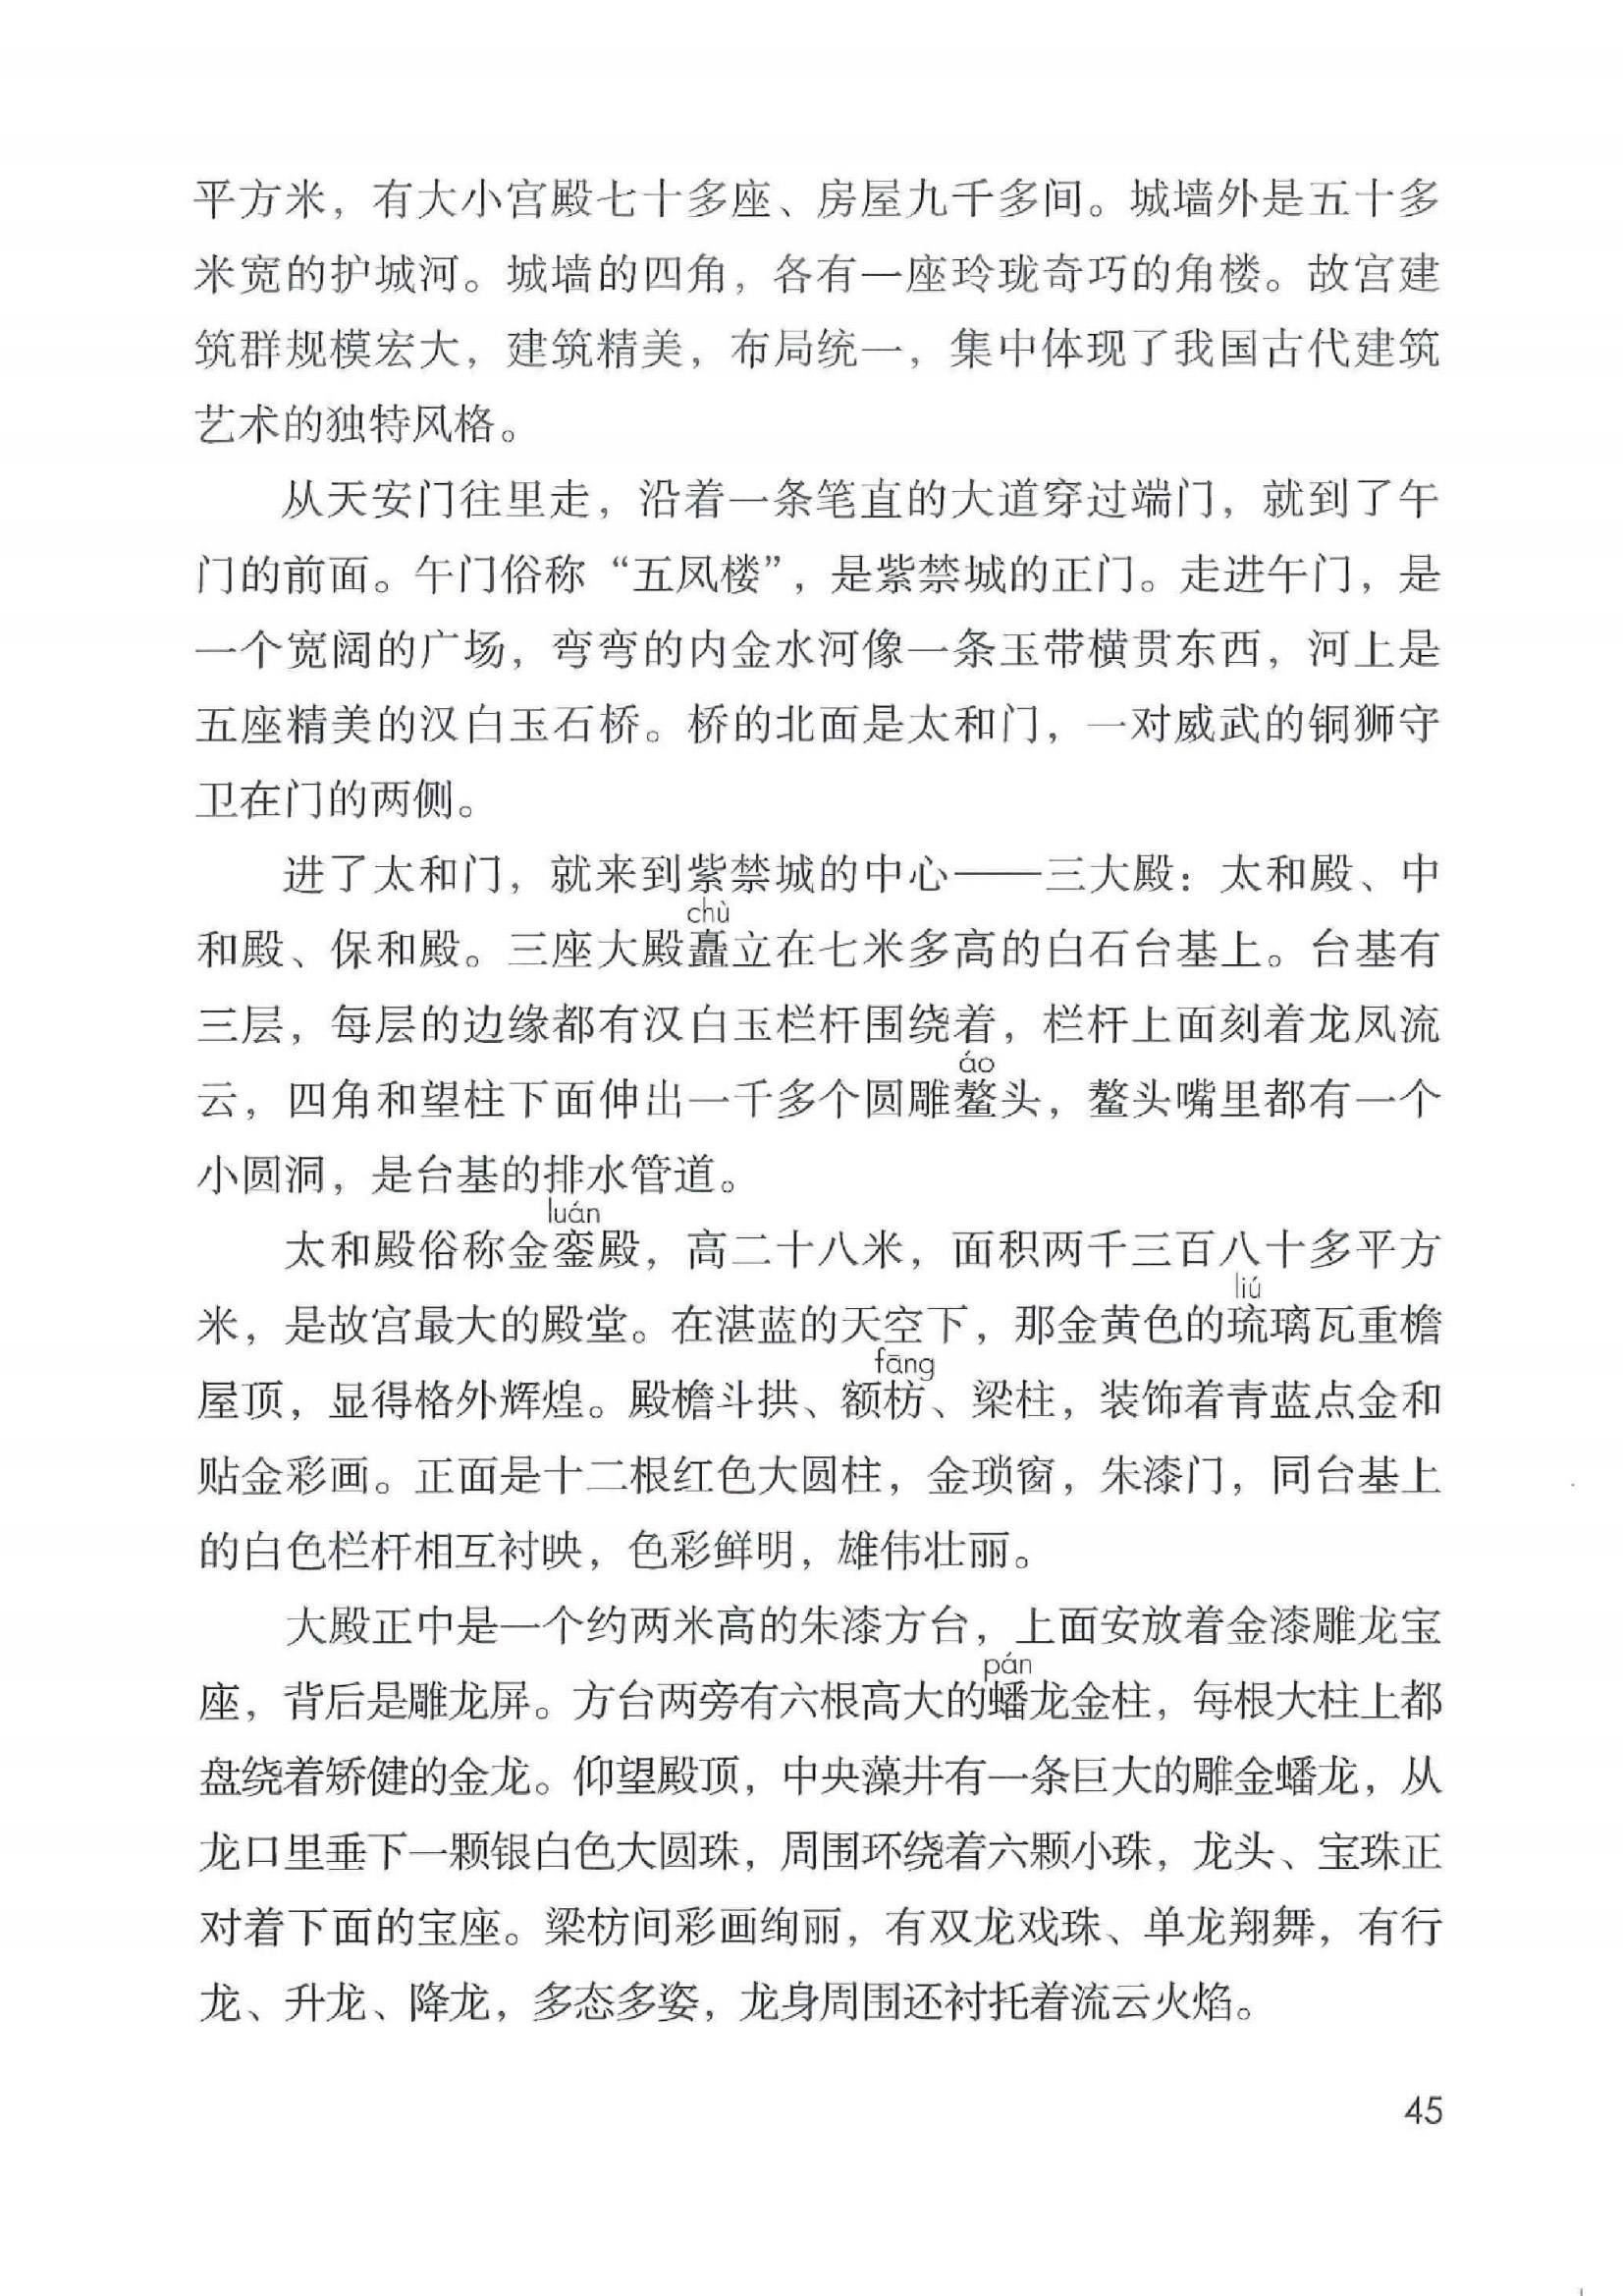 平方米，有大小宫殿七十多座、房屋九千多间。城墙外是五十多
米宽的护城河。城墙的四角，各有一座玲珑奇巧的角楼。故宫建
筑群规模宏大，建筑精美，布局统一，集中体现了我国古代建筑
艺术的独特风格。
从天安门往里走，沿着一条笔直的大道穿过端门，就到了午
门的前面。午门俗称“五凤楼”，是紫禁城的正门。走进午门，是
一个宽阔的广场，弯弯的内金水河像一条玉带横贯东西，河上是
五座精美的汉白玉石桥。桥的北面是太和门，一对威武的铜狮守
卫在门的两侧。
进了太和门，就来到紫禁城的中心——三大殿：太和殿、中
chù
和殿、保和殿。三座大殿矗立在七米多高的白石台基上。台基有
三层，每层的边缘都有汉白玉栏杆围绕着，栏杆上面刻着龙凤流
áo
云，四角和望柱下面伸出一千多个圆雕鳌头，鳌头嘴里都有一个
小圆洞，是台基的排水管道。
luán
太和殿俗称金銮殿，高二十八米，面积两千三百八十多平方
liú
米，是故宫最大的殿堂。在湛蓝的天空下，那金黄色的琉璃瓦重檐
fāng
屋顶，显得格外辉煌。殿檐斗拱、额枋、梁柱，装饰着青蓝点金和
贴金彩画。正面是十二根红色大圆柱，金琐窗，朱漆门，同台基上
的白色栏杆相互衬映，色彩鲜明，雄伟壮丽。
大殿正中是一个约两米高的朱漆方台，上面安放着金漆雕龙宝
pán
座，背后是雕龙屏。方台两旁有六根高大的蟠龙金柱，每根大柱上都
盘绕着矫健的金龙。仰望殿顶，中央藻井有一条巨大的雕金蟠龙，从
龙口里垂下一颗银白色大圆珠，周围环绕着六颗小珠，龙头、宝珠正
对着下面的宝座。梁枋间彩画绚丽，有双龙戏珠、单龙翔舞，有行
龙、升龙、降龙，多态多姿，龙身周围还衬托着流云火焰。
45